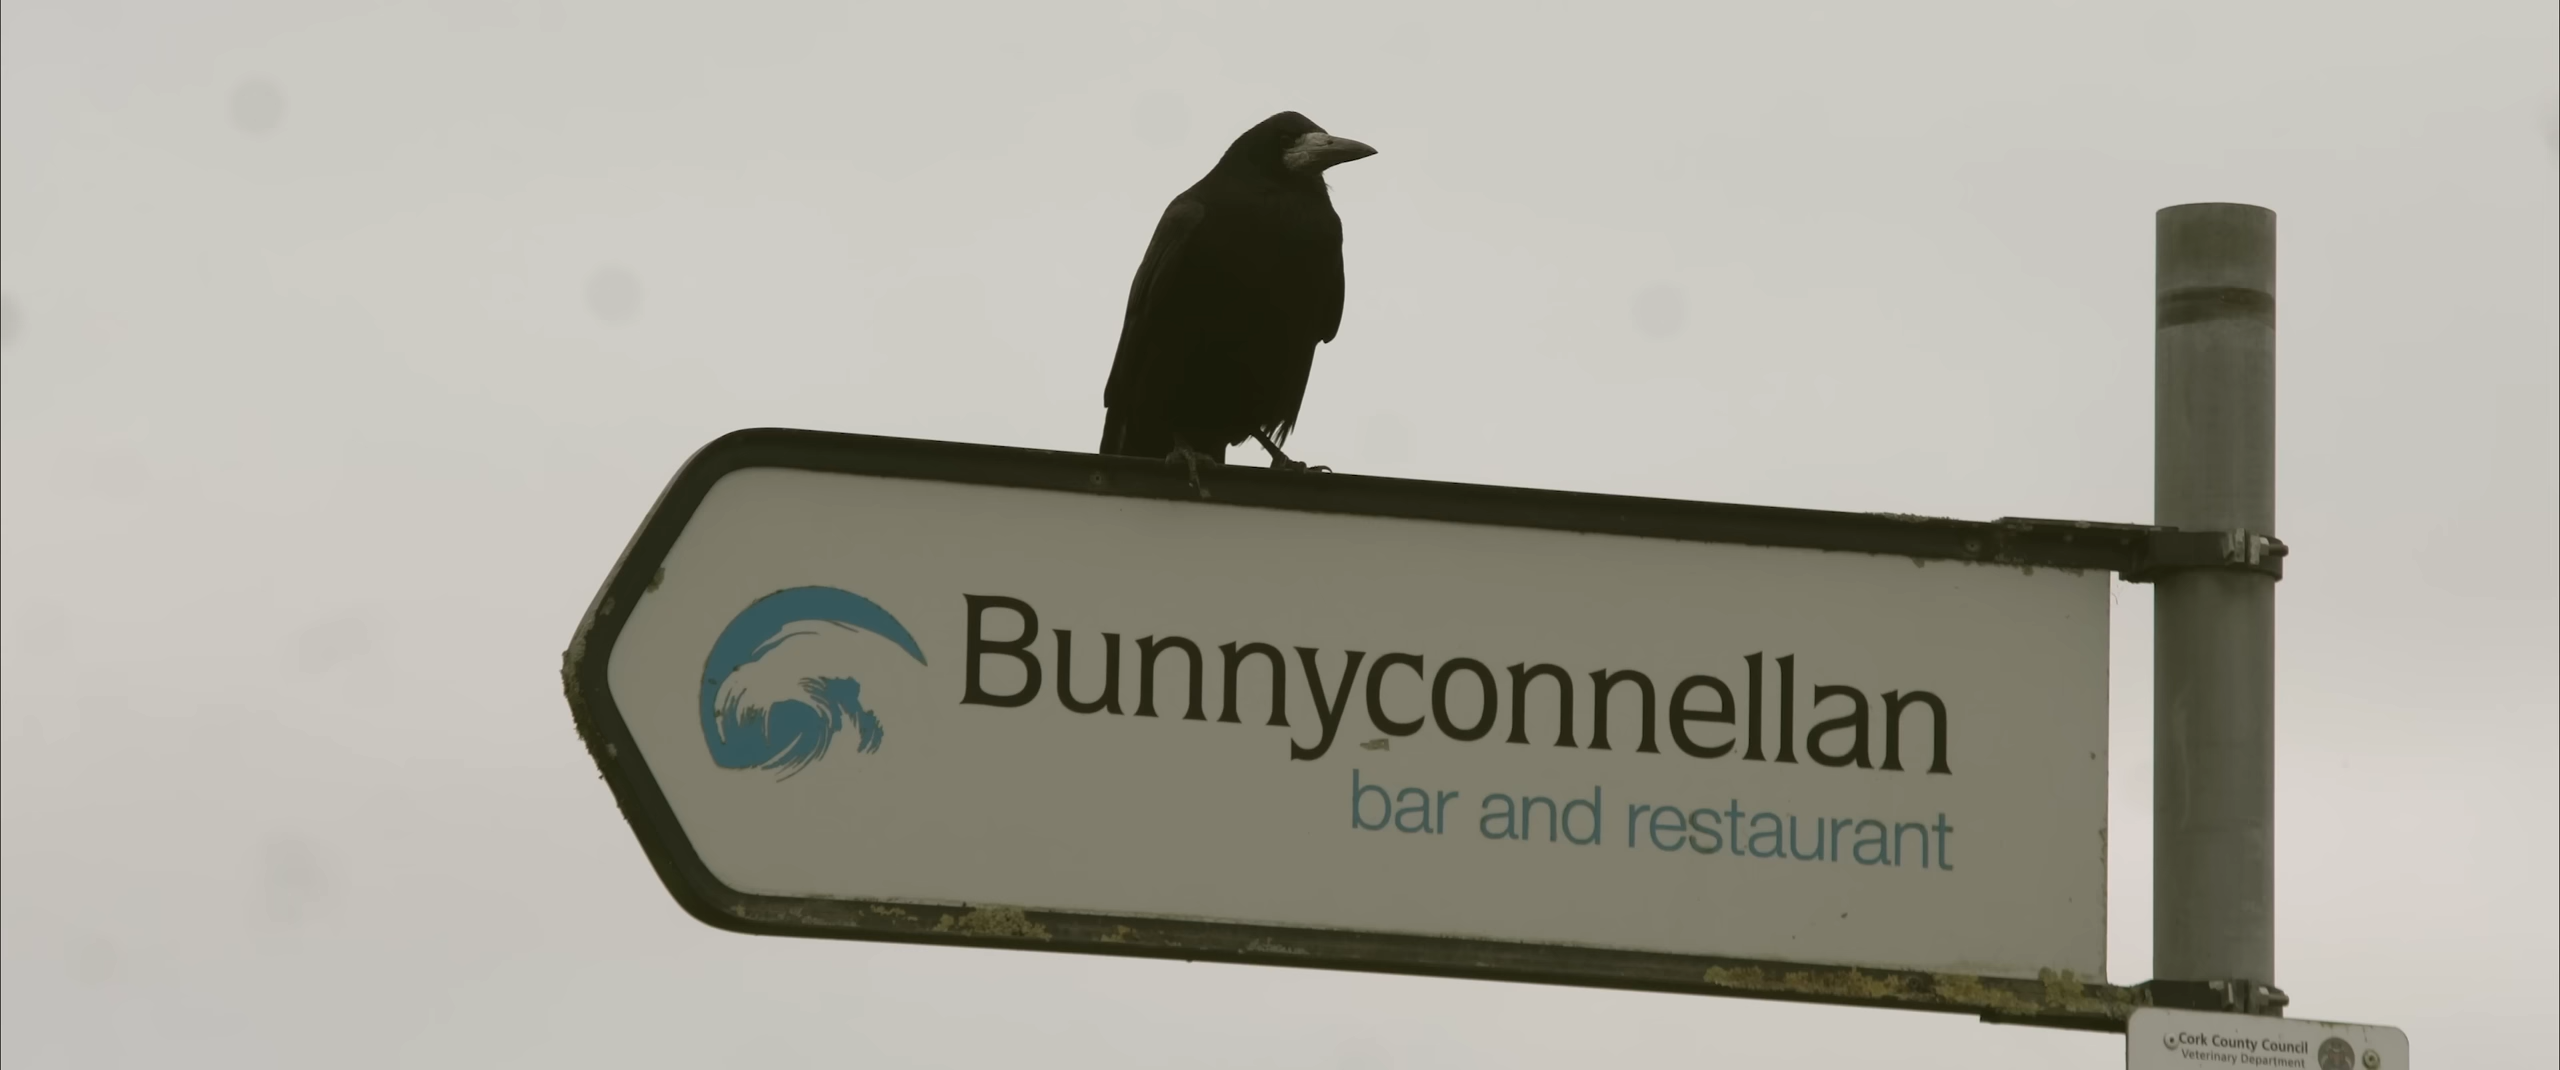 Bunnyconnellan
bar and restaurant
Cork County Council
Veterinary Department